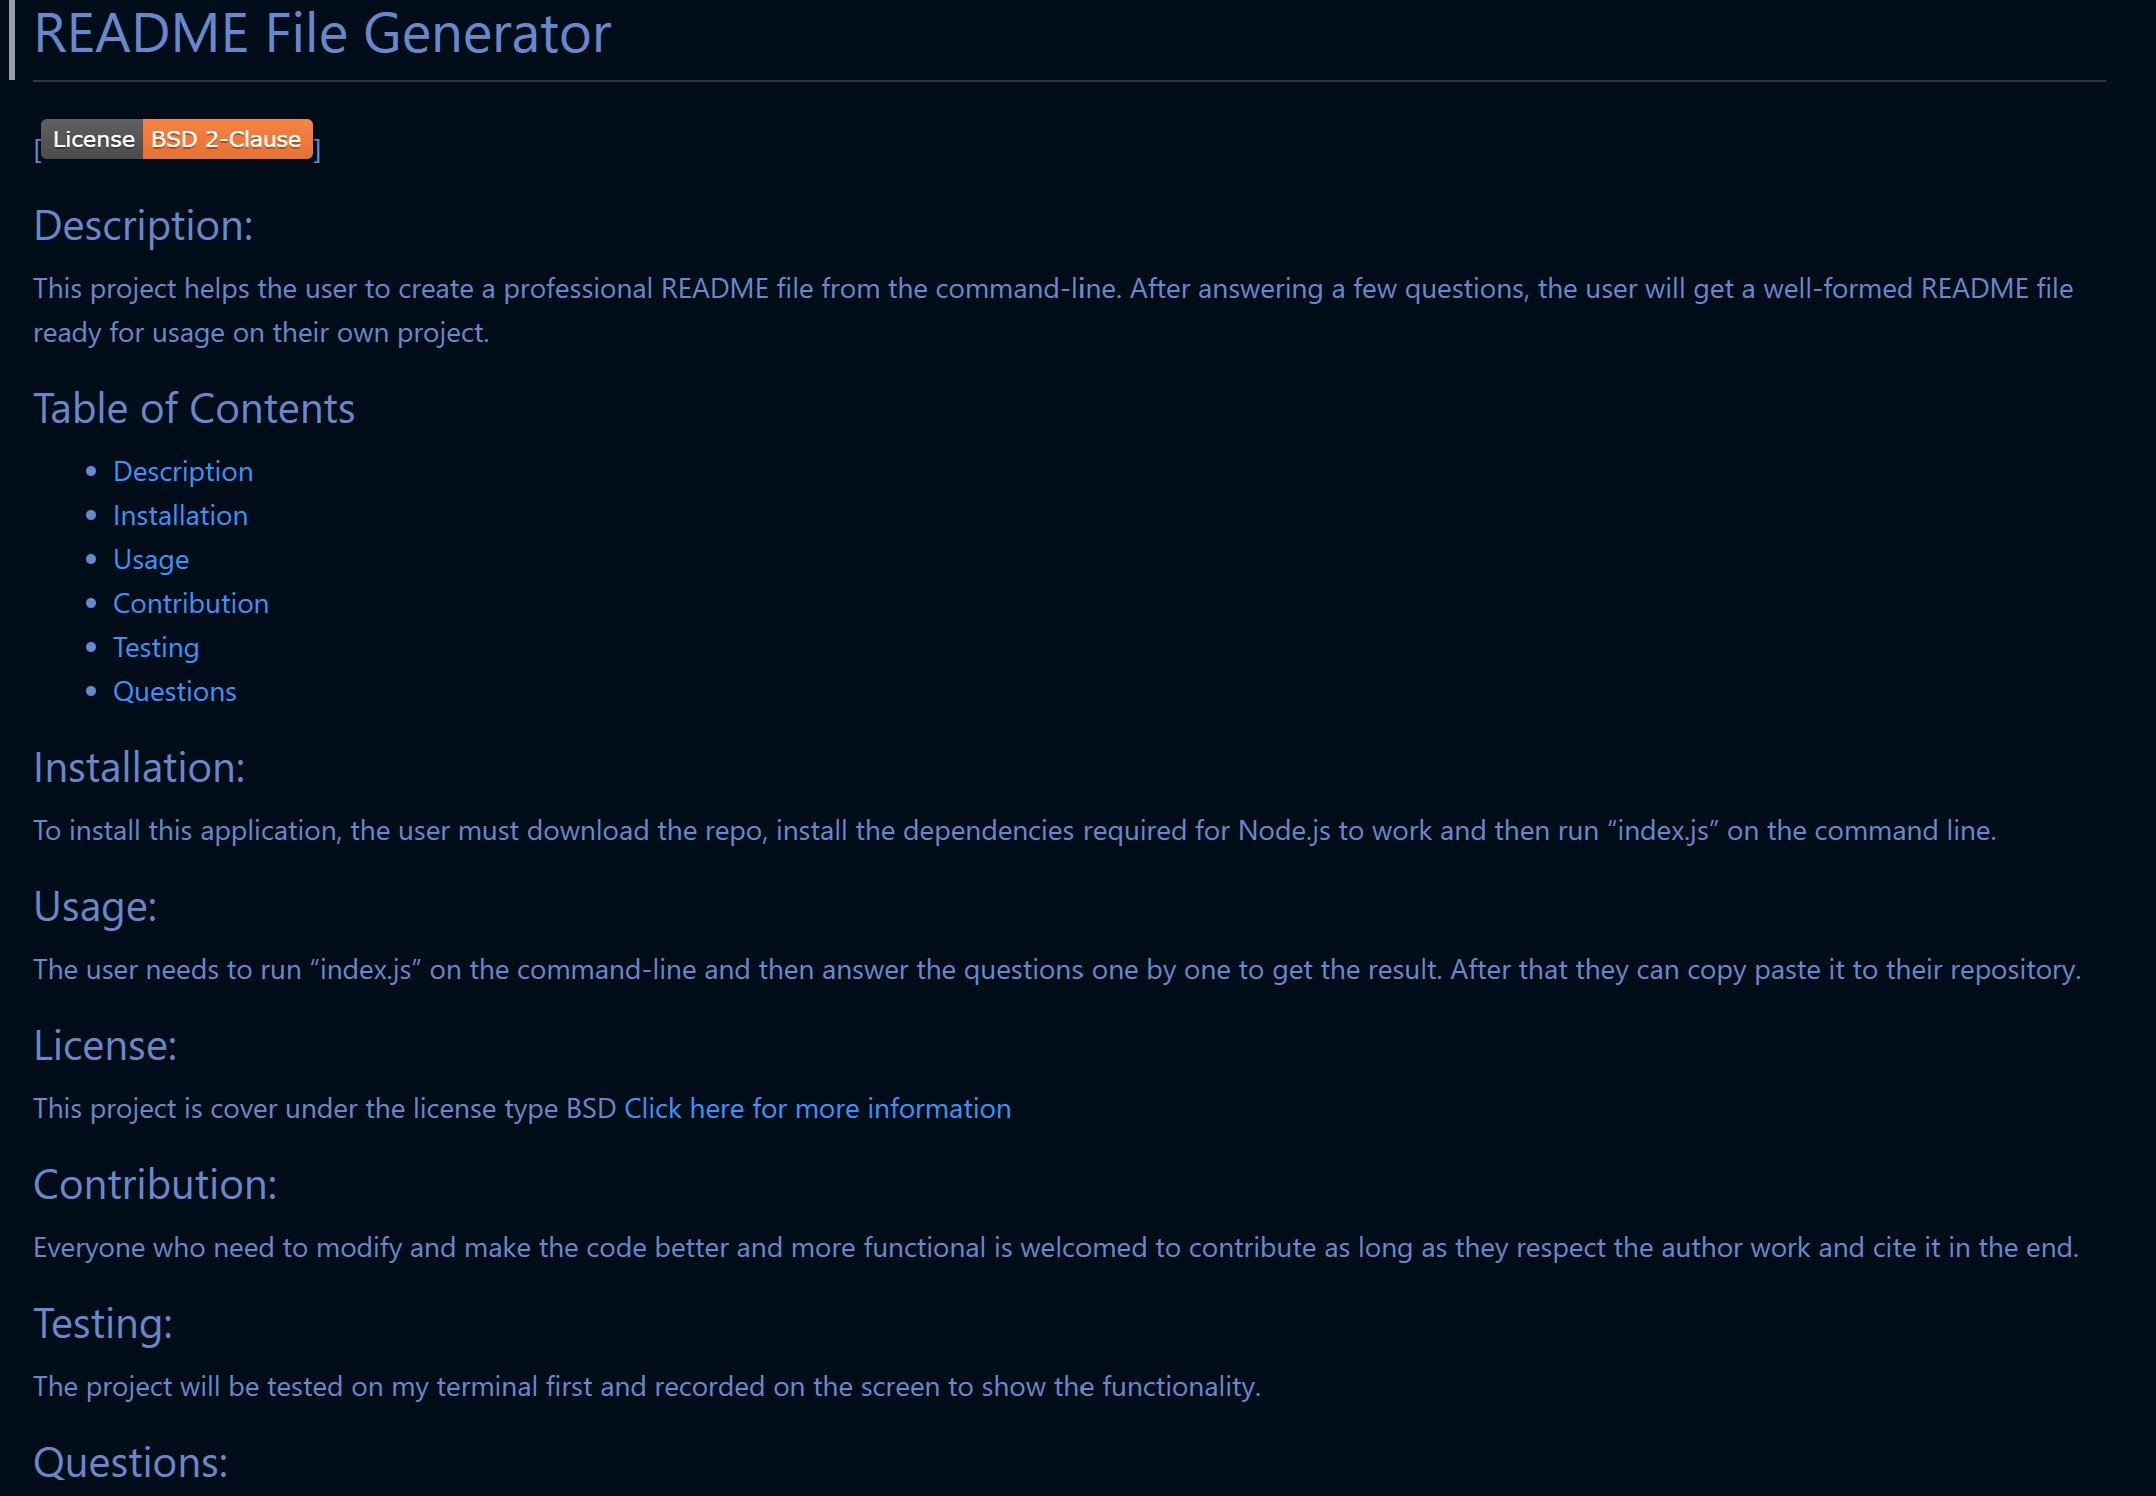 README File Generator
[License BSD 2-Clause]
Description:
This project helps the user to create a professional README file from the command-line. After answering a few questions, the user will get a well-formed README file
ready for usage on their own project.
Table of Contents
• Description
• Installation
• Usage
• Contribution
• Testing
• Questions
Installation:
To install this application, the user must download the repo, install the dependencies required for Node.js to work and then run “index.js” on the command line.
Usage:
The user needs to run “index.js” on the command-line and then answer the questions one by one to get the result. After that they can copy paste it to their repository.
License:
This project is cover under the license type BSD Click here for more information
Contribution:
Everyone who need to modify and make the code better and more functional is welcomed to contribute as long as they respect the author work and cite it in the end.
Testing:
The project will be tested on my terminal first and recorded on the screen to show the functionality.
Questions: